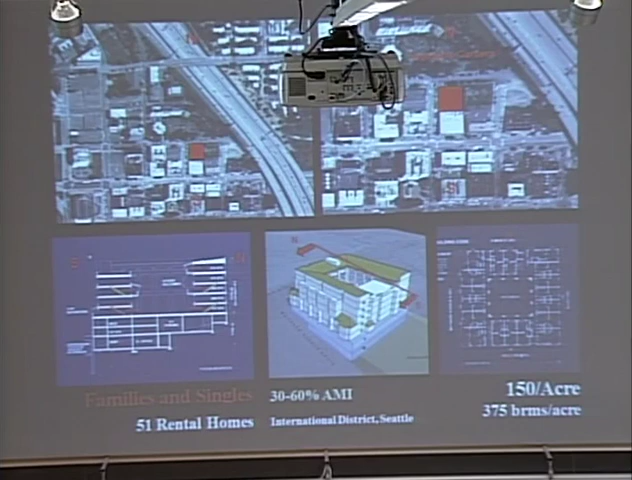 Families and Singles
30-60% AMI
150/Acre
375 brms/acre
51 Rental Homes
International District, Seattle